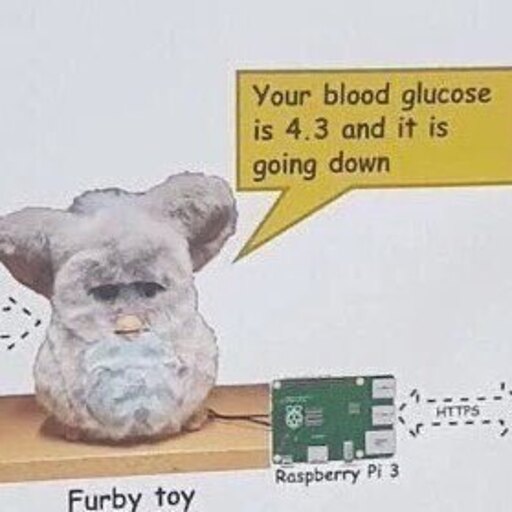 Your blood glucose
is 4.3 and it is
going down
HTTPS
Raspberry Pi 3
Furby toy